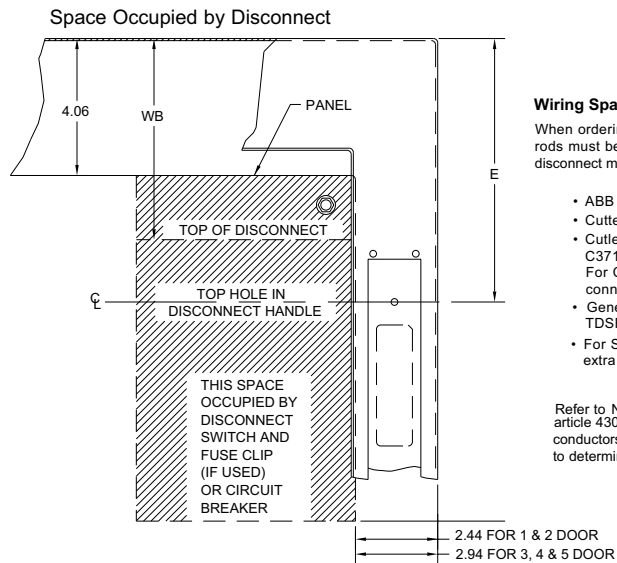 Space Occupied by Disconnect
4.06
WB
PANEL
E
TOP OF DISCONNECT
℄
TOP HOLE IN
DISCONNECT HANDLE
THIS SPACE
OCCUPIED BY
DISCONNECT
SWITCH AND
FUSE CLIP
(IF USED)
OR CIRCUIT
BREAKER
2.44 FOR 1 & 2 DOOR
2.94 FOR 3, 4 & 5 DOOR
Wiring Spa
When orderin
rods must be
disconnect m
• ABB
• Cutte
• Cutle
C371
For C
conn
• Gene
TDSI
• For S
extra
Refer to N
article 430
conductors
to determin